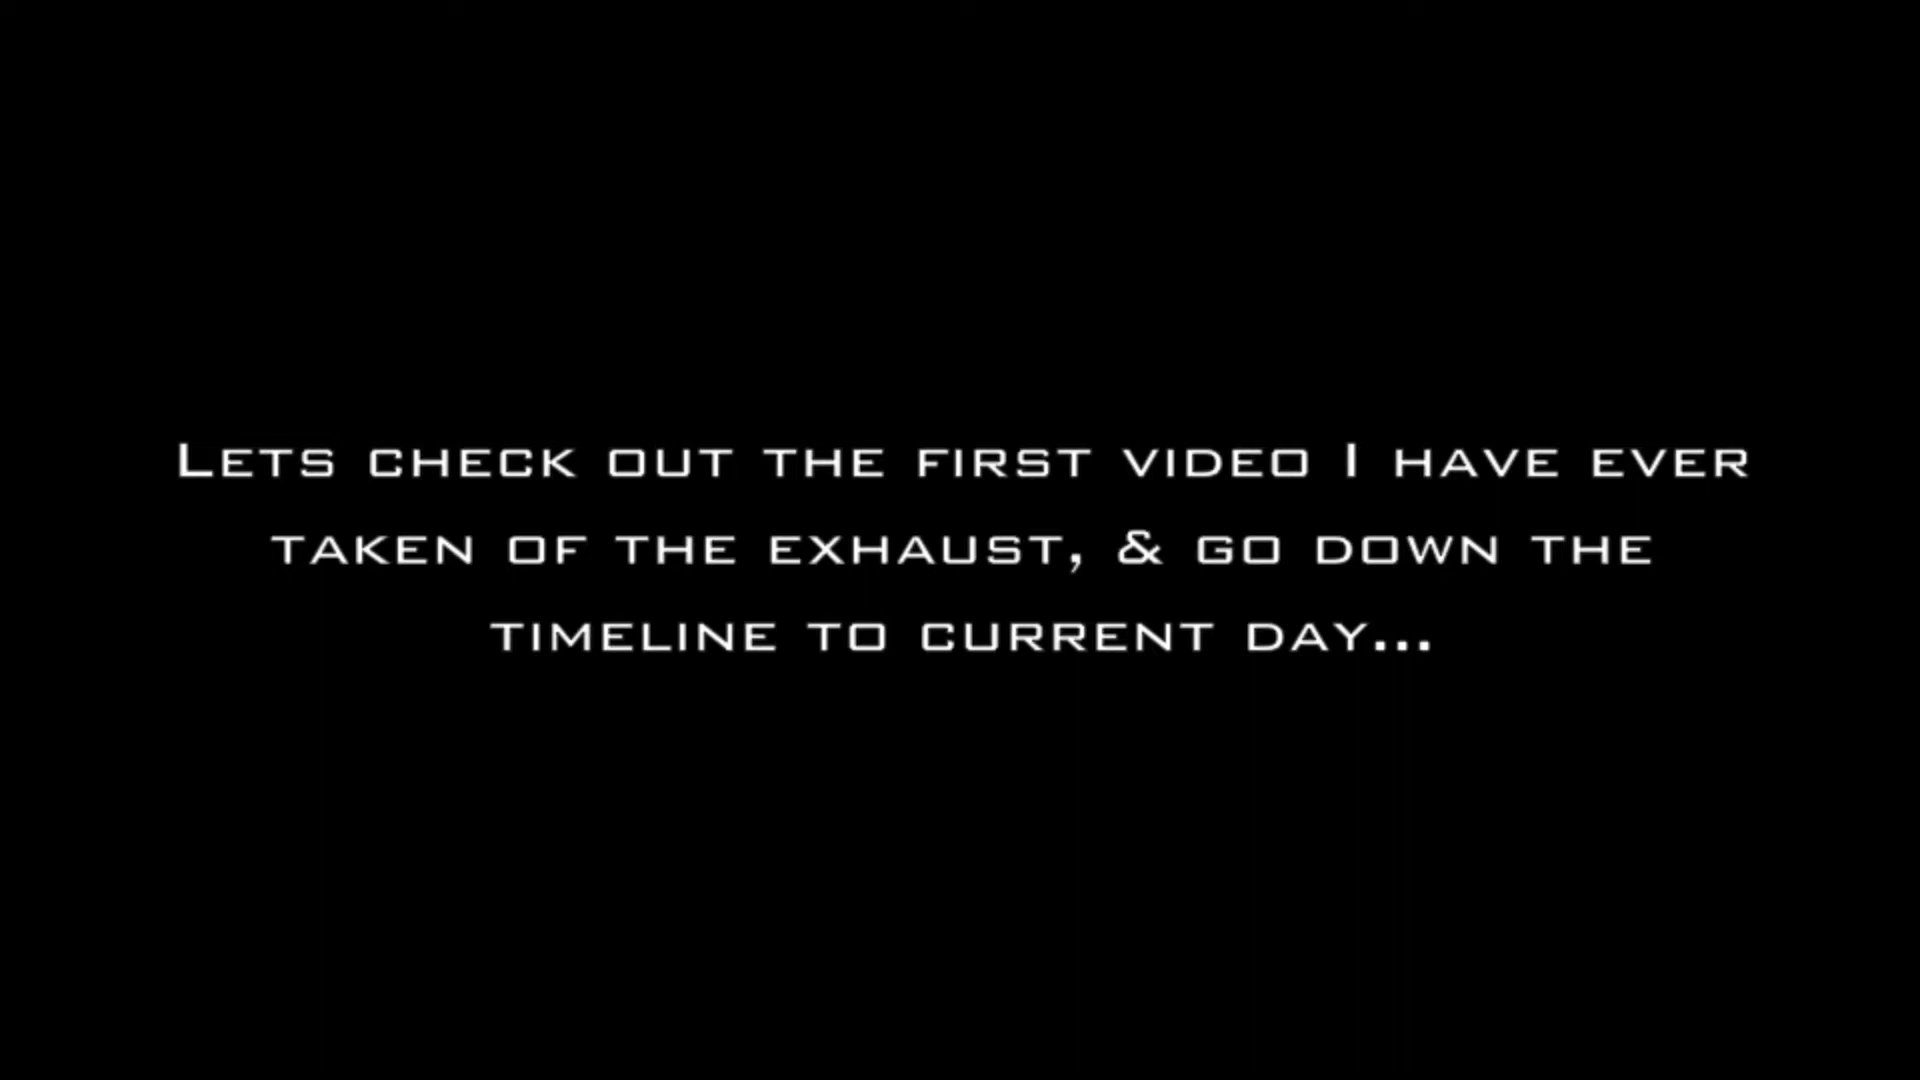 Lets check out the first video I have ever
taken of the exhaust, & go down the
timeline to current day...